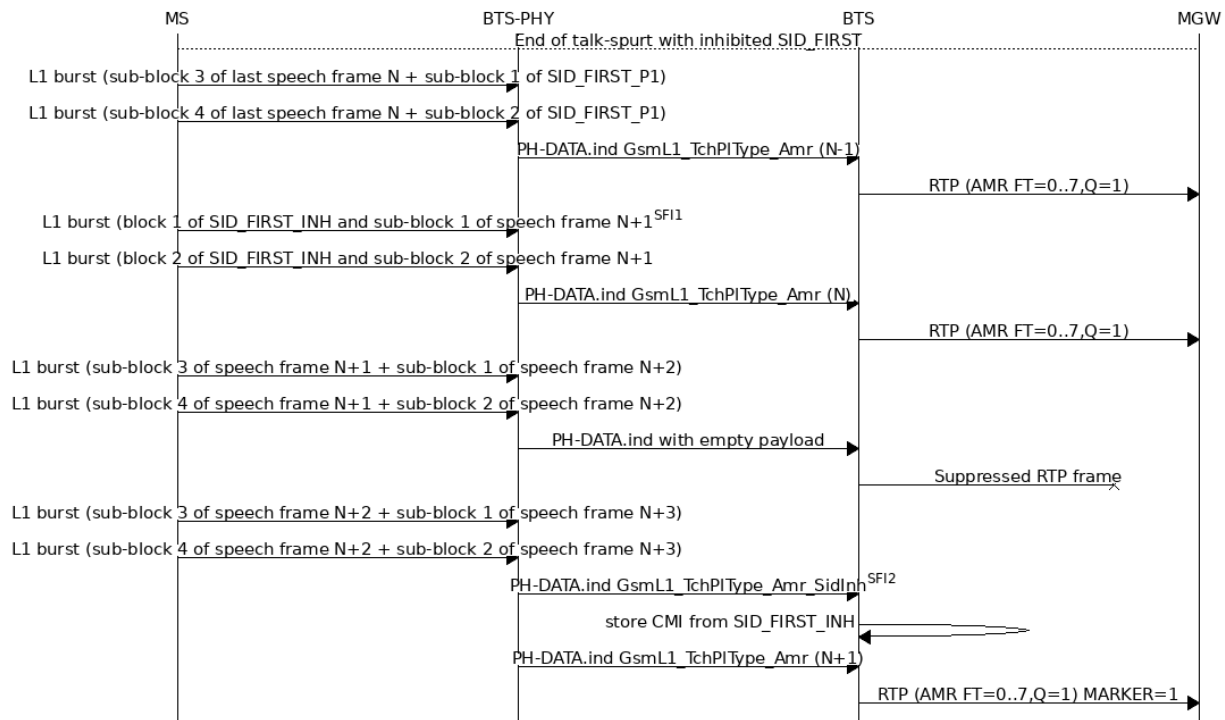 MS BTS-PHY BTS MGW
End of talk-spurt with inhibited SID_FIRST
L1 burst (sub-block 3 of last speech frame N + sub-block 1 of SID_FIRST_P1)
L1 burst (sub-block 4 of last speech frame N + sub-block 2 of SID_FIRST_P1)
PH-DATA.ind GsmL1_TchPlType_Amr (N-1)
RTP (AMR FT=0..7,Q=1)
L1 burst (block 1 of SID_FIRST_INH and sub-block 1 of speech frame N+1SFI1
L1 burst (block 2 of SID_FIRST_INH and sub-block 2 of speech frame N+1
PH-DATA.ind GsmL1_TchPlType_Amr (N)
RTP (AMR FT=0..7,Q=1)
L1 burst (sub-block 3 of speech frame N+1 + sub-block 1 of speech frame N+2)
L1 burst (sub-block 4 of speech frame N+1 + sub-block 2 of speech frame N+2)
PH-DATA.ind with empty payload
Suppressed RTP frame
L1 burst (sub-block 3 of speech frame N+2 + sub-block 1 of speech frame N+3)
L1 burst (sub-block 4 of speech frame N+2 + sub-block 2 of speech frame N+3)
PH-DATA.ind GsmL1_TchPlType_Amr_SidInhSFI2
store CMI from SID_FIRST_INH
PH-DATA.ind GsmL1_TchPlType_Amr (N+1)
RTP (AMR FT=0..7,Q=1) MARKER=1